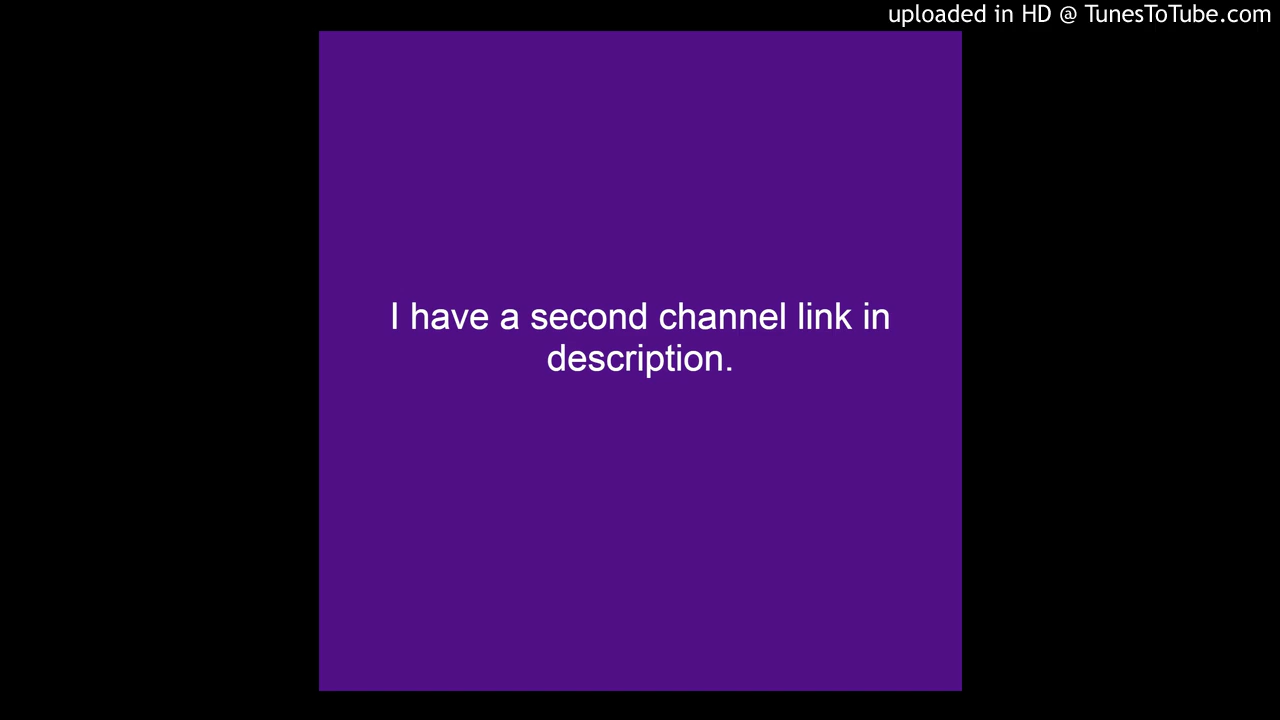 uploaded in HD @ TunesToTube.com
I have a second channel link in
description.